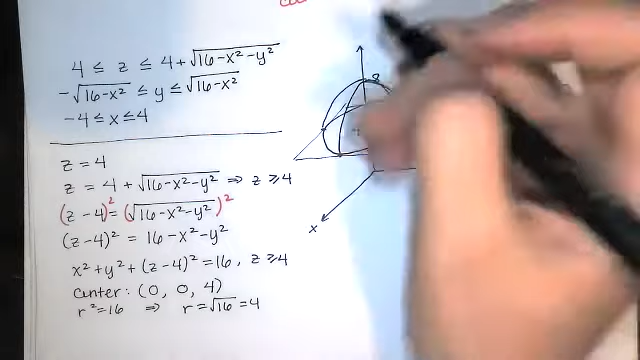 4 ≤ z ≤ 4 + √(16-x²-y²)
-√(16-x²) ≤ y ≤ √(16-x²)
-4 ≤ x ≤ 4
z = 4
z = 4 + √(16-x²-y²) ⇒ z ≥ 4
(z-4)² = (√(16-x²-y²))²
(z-4)² = 16-x²-y²
x² + y² + (z-4)² = 16, z ≥ 4
center: (0, 0, 4)
r² = 16 ⇒ r = √16 = 4
8
x